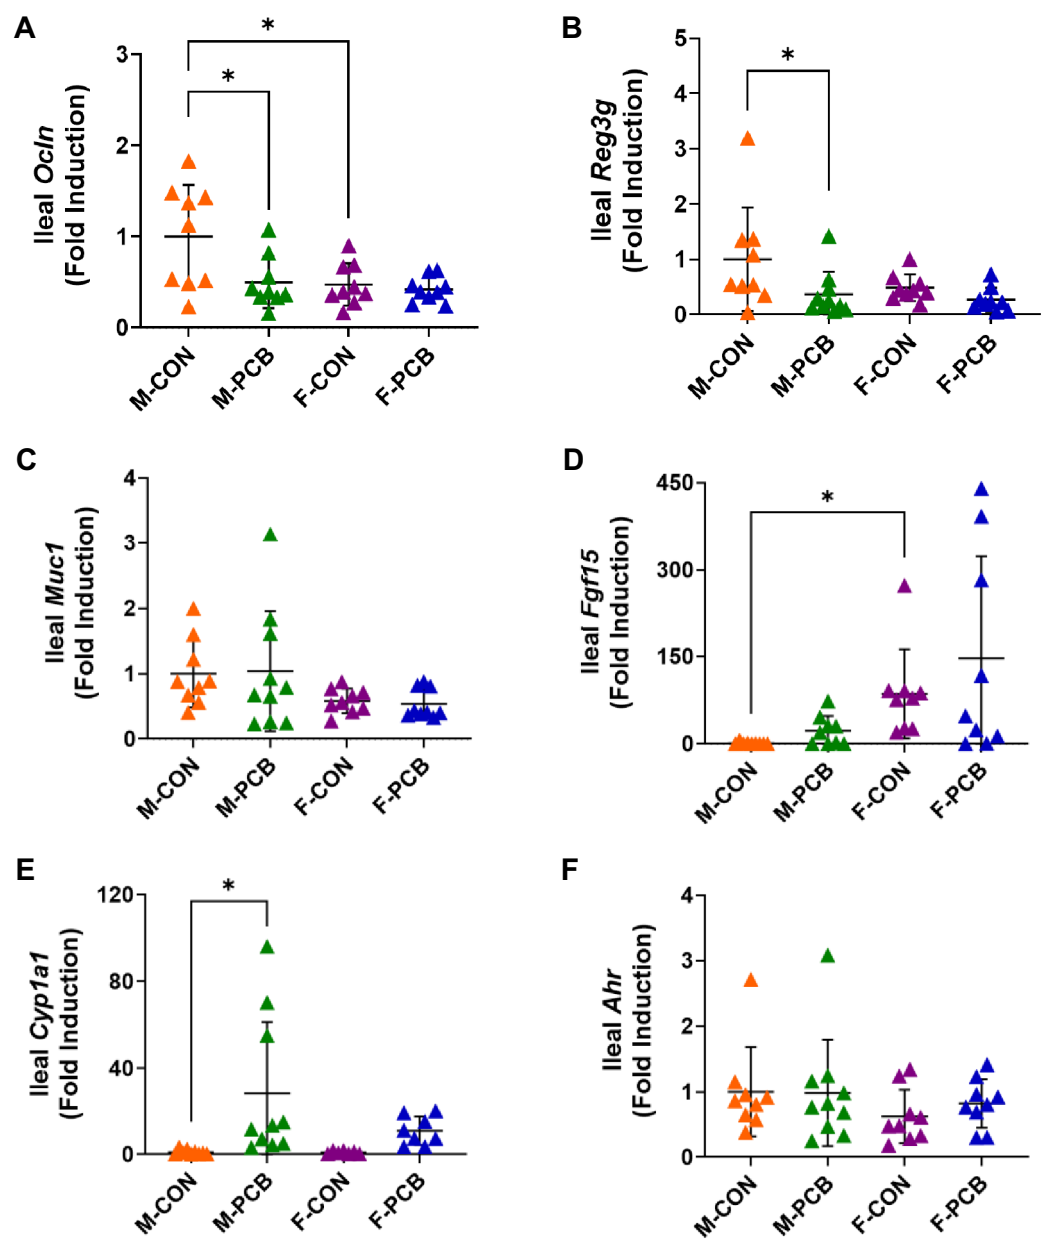 A
Ileal Ocln
(Fold Induction)
3
2
1
0
*
*
M-CON
M-PCB
F-CON
F-PCB
B
Ileal Reg3g
(Fold Induction)
5
4
3
2
1
0
*
M-CON
M-PCB
F-CON
F-PCB
C
Ileal Muc1
(Fold Induction)
4
3
2
1
0
M-CON
M-PCB
F-CON
F-PCB
D
Ileal Fgf15
(Fold Induction)
450
300
150
0
*
M-CON
M-PCB
F-CON
F-PCB
E
Ileal Cyp1a1
(Fold Induction)
120
80
40
0
*
M-CON
M-PCB
F-CON
F-PCB
F
Ileal Ahr
(Fold Induction)
4
3
2
1
0
M-CON
M-PCB
F-CON
F-PCB